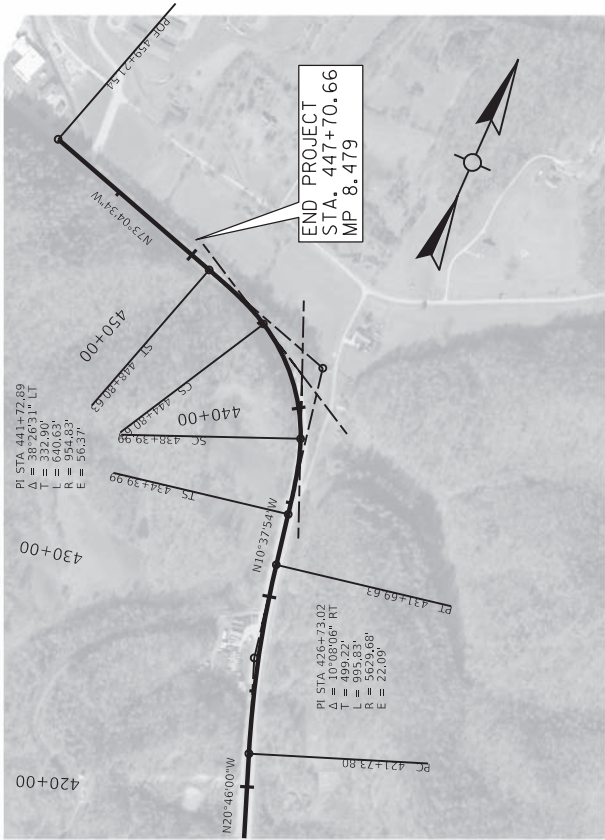 POE 459+21.54
END PROJECT
STA. 447+70.66
MP 8.479
N73°04'34"W
450+00
ST 448+80.63
CS 444+80.63
440+00
SC 438+39.99
TS 434+39.99
PI STA 441+72.89
Δ = 38°26'31" LT
T = 332.90'
L = 640.63'
R = 954.83'
E = 56.37'
430+00
N10°37'54"W
PT 431+69.63
PI STA 426+73.02
Δ = 10°08'06" RT
T = 499.22'
L = 995.83'
R = 5629.68'
E = 22.09'
PC 421+73.80
420+00
N20°46'00"W